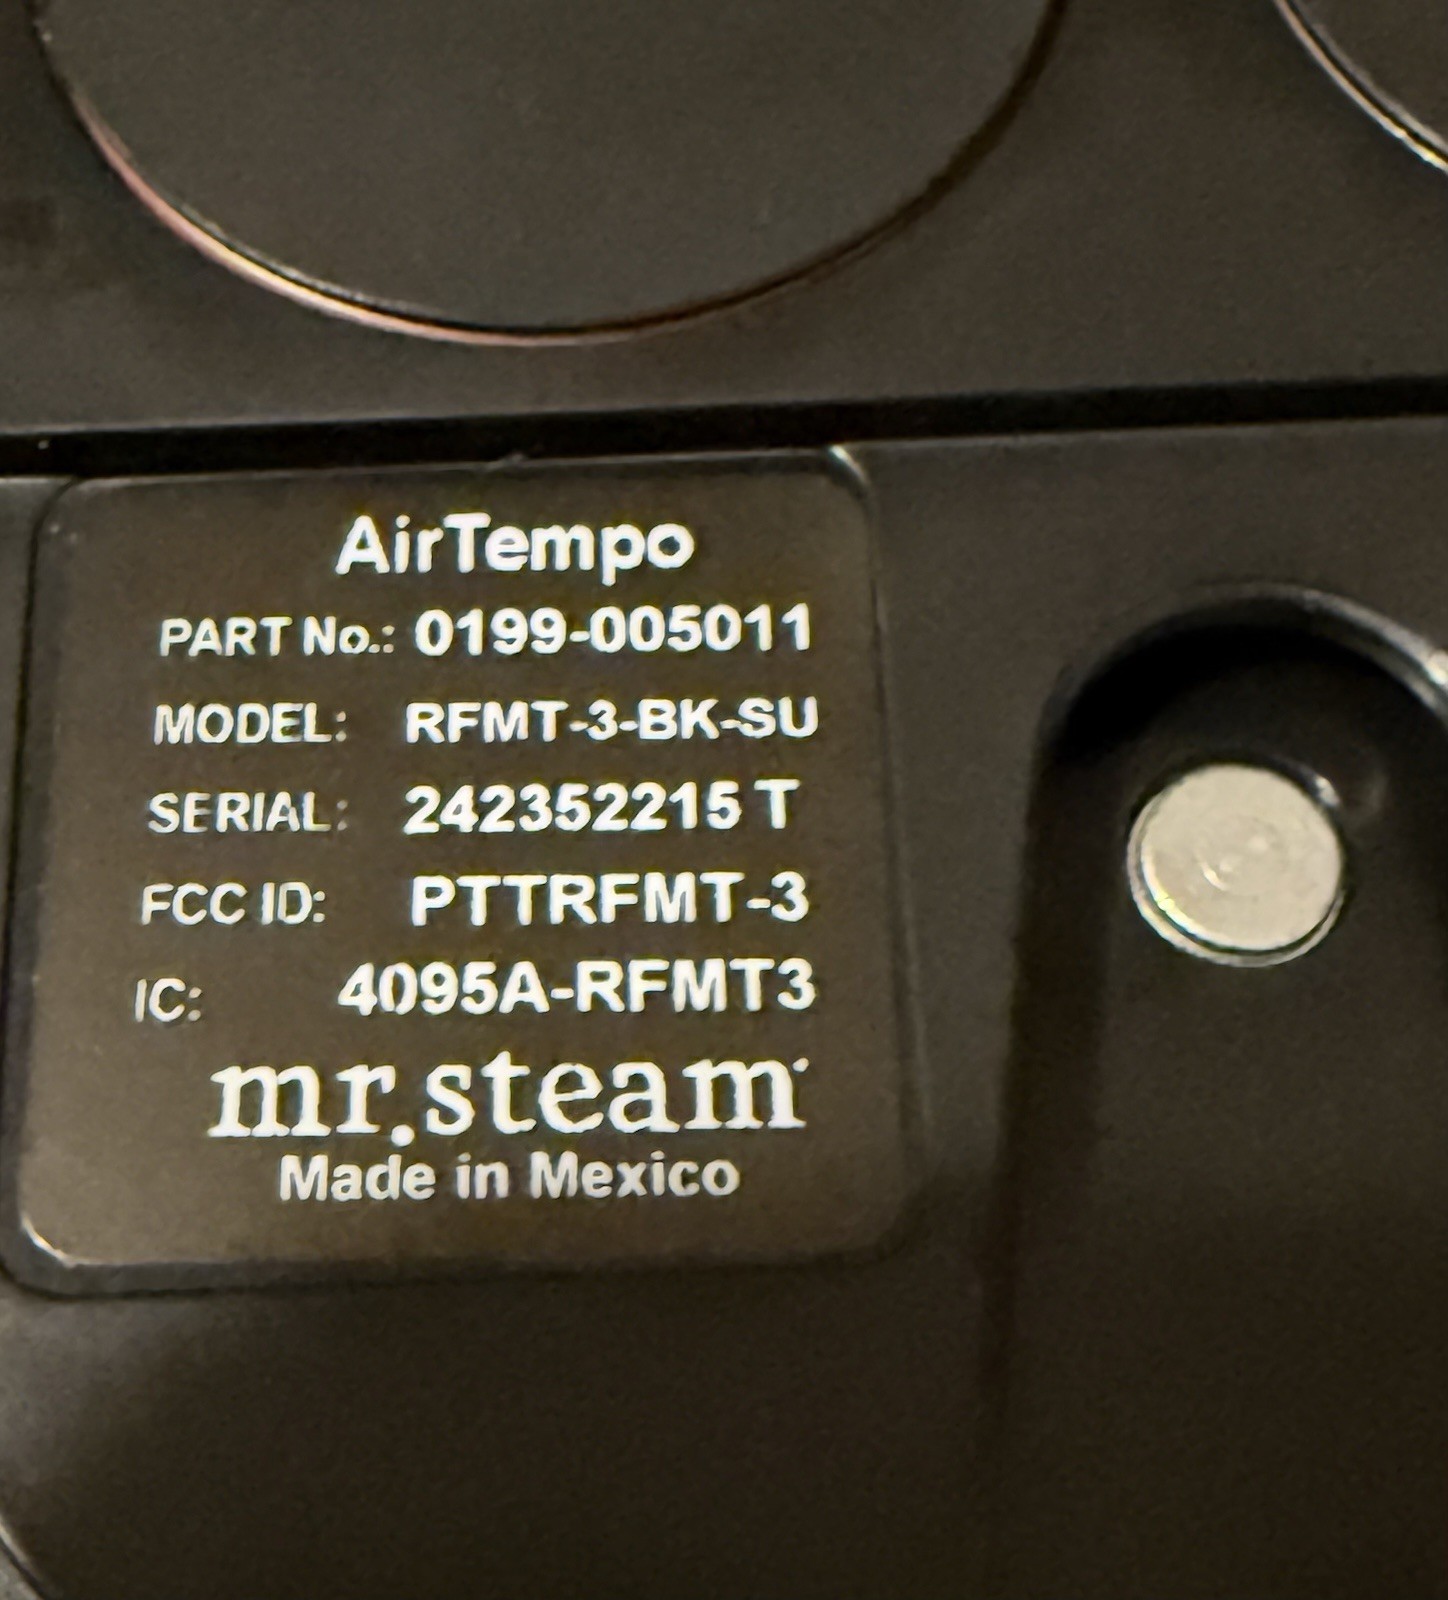 AirTempo
PART No.: 0199-005011
MODEL: RFMT-3-BK-SU
SERIAL: 242352215 T
FCC ID: PTTRFMT-3
IC: 4095A-RFMT3
mr.steam
Made in Mexico